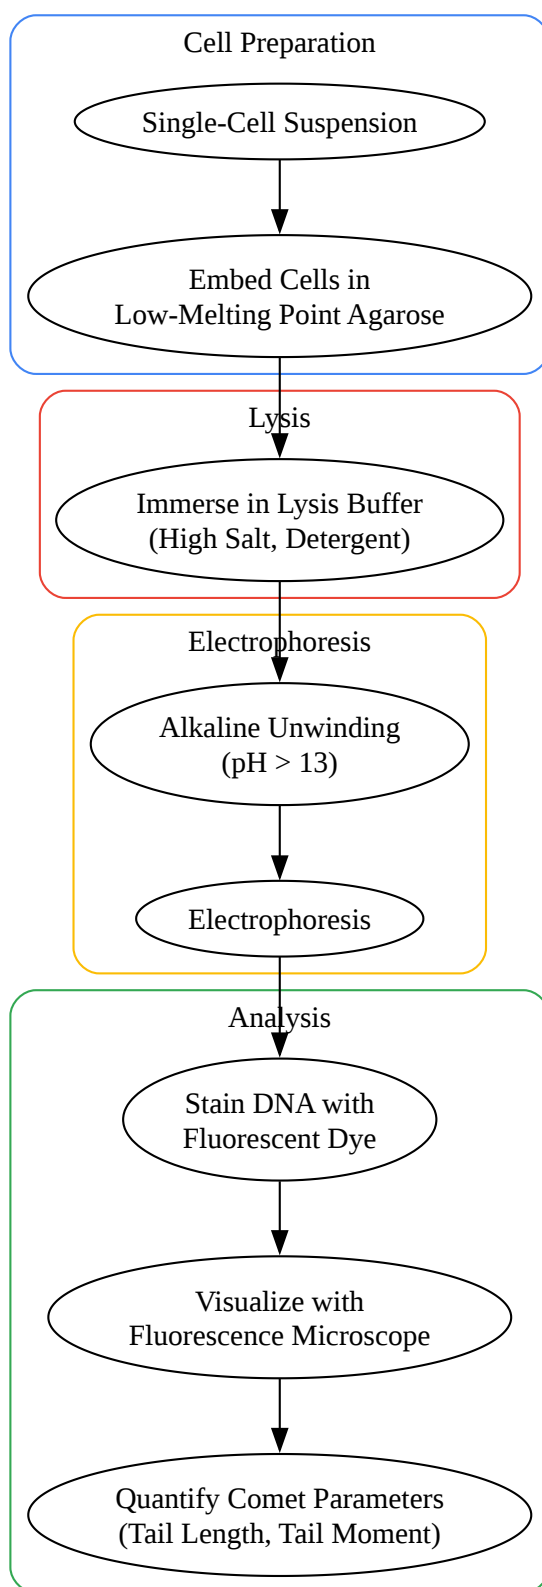 Cell Preparation
Single-Cell Suspension
Embed Cells in
Low-Melting Point Agarose
Lysis
Immerse in Lysis Buffer
(High Salt, Detergent)
Electrophoresis
Alkaline Unwinding
(pH > 13)
Electrophoresis
Analysis
Stain DNA with
Fluorescent Dye
Visualize with
Fluorescence Microscope
Quantify Comet Parameters
(Tail Length, Tail Moment)